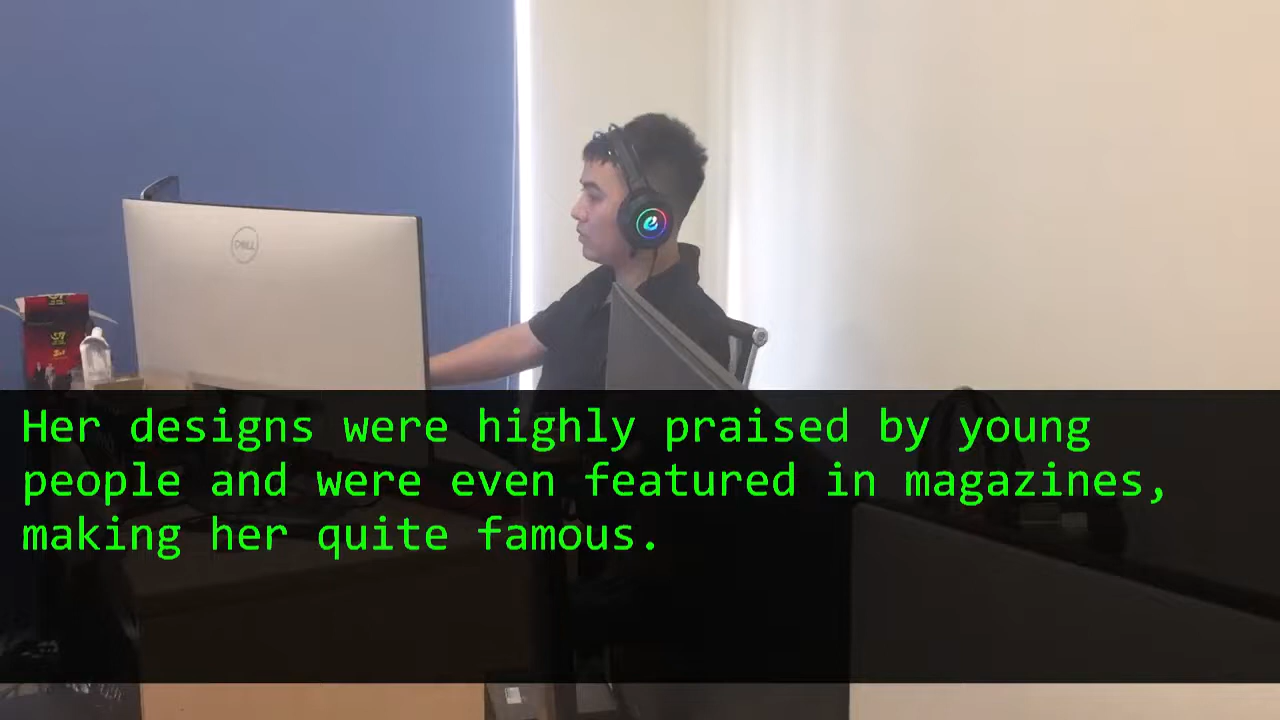 DELL
Her designs were highly praised by young
people and were even featured in magazines,
making her quite famous.